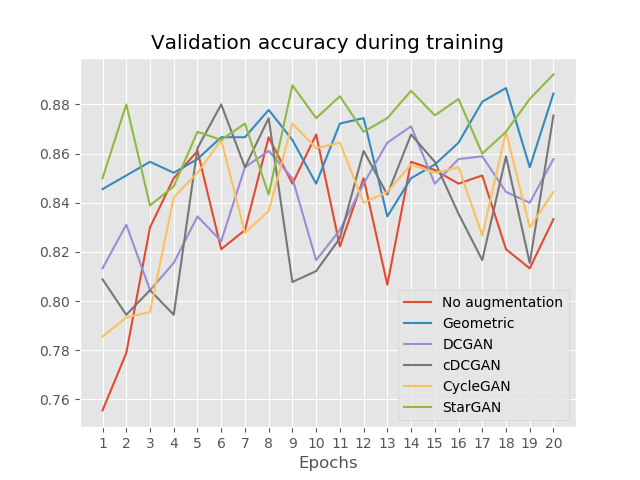 Validation accuracy during training
0.88
0.86
0.84
0.82
0.80
0.78
0.76
No augmentation
Geometric
DCGAN
cDCGAN
CycleGAN
StarGAN
1 2 3 4 5 6 7 8 9 10 11 12 13 14 15 16 17 18 19 20
Epochs